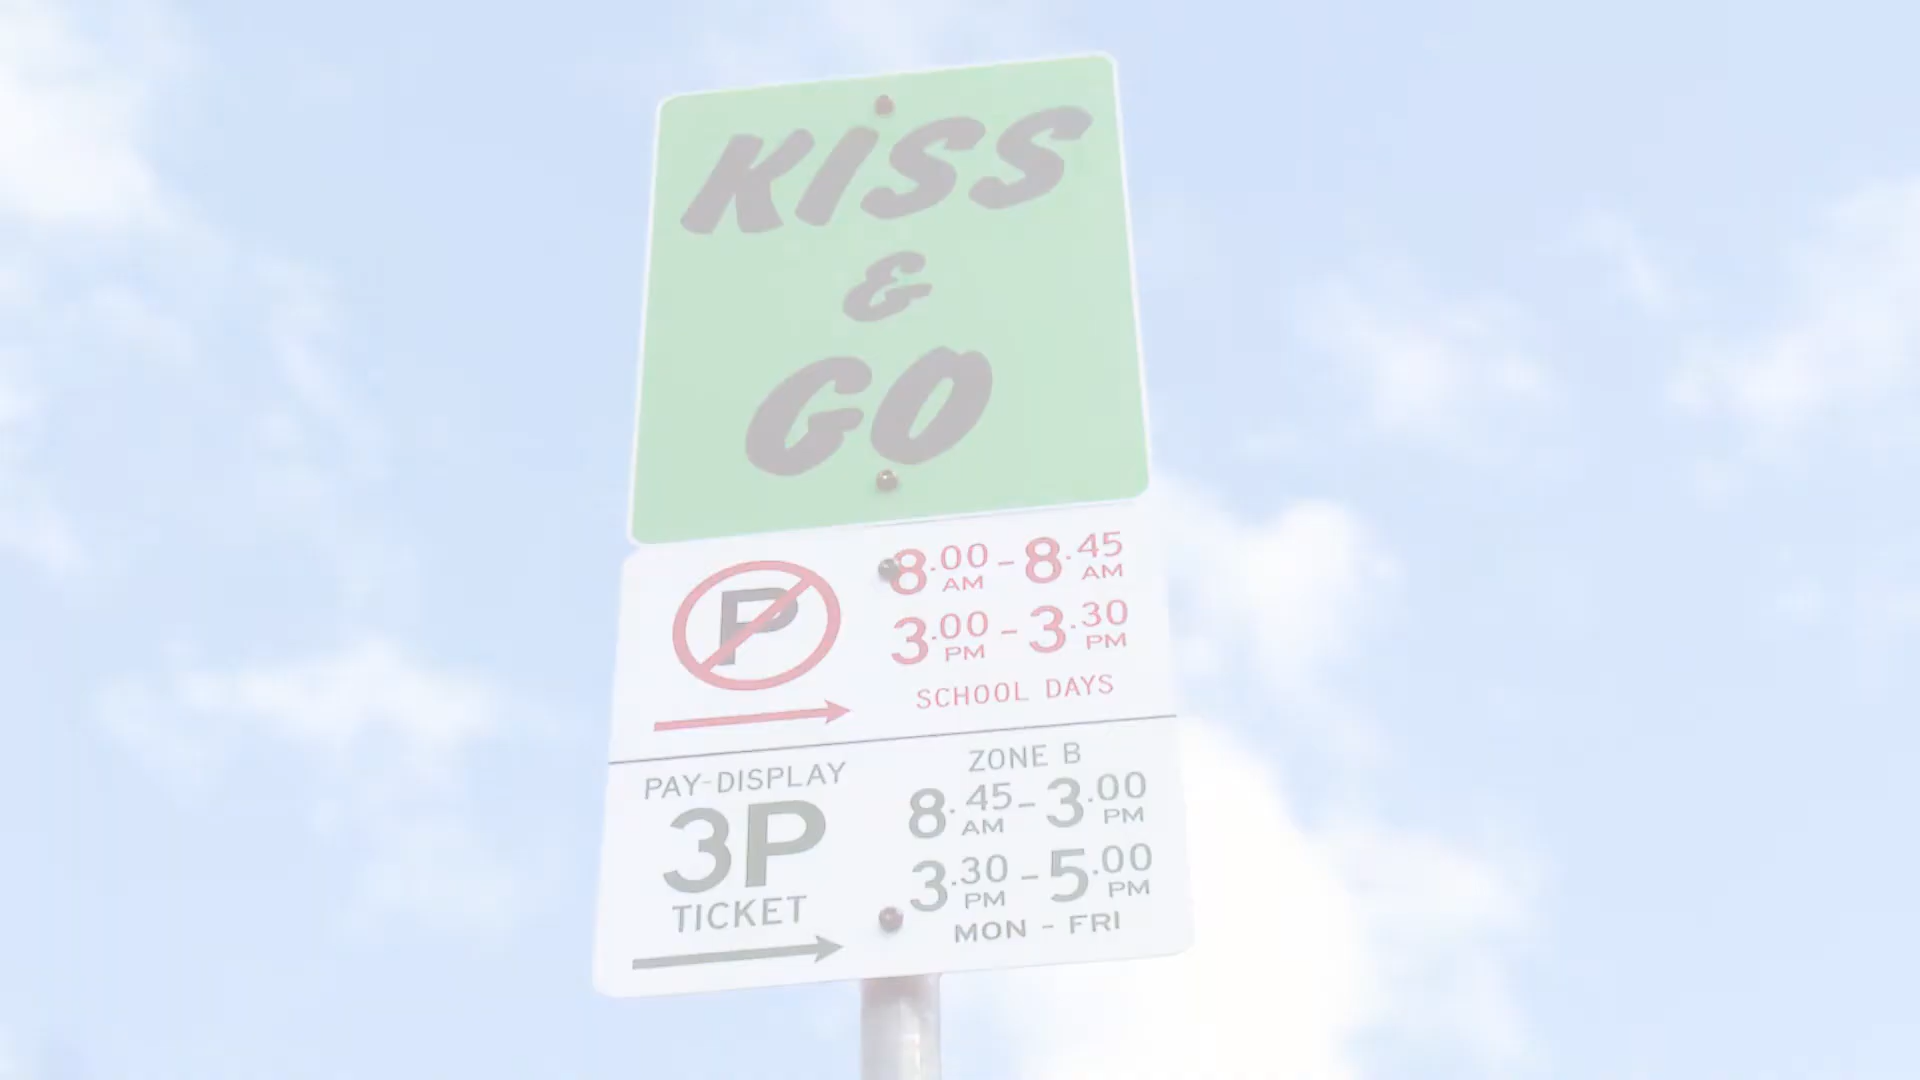 KISS
&
GO
P
8.00 AM - 8.45 AM
3.00 PM - 3.30 PM
SCHOOL DAYS
PAY-DISPLAY
3P
TICKET
ZONE B
8.45 AM - 3.00 PM
3.30 PM - 5.00 PM
MON - FRI